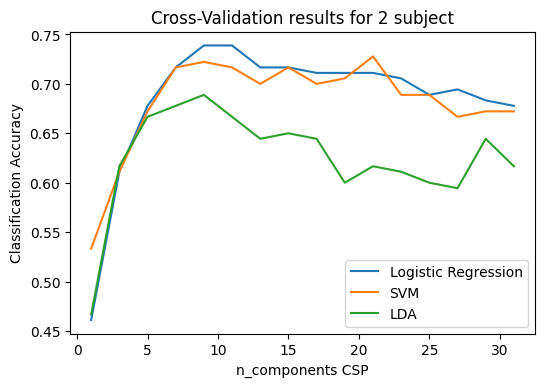 Cross-Validation results for 2 subject
Classification Accuracy
0.75
0.70
0.65
0.60
0.55
0.50
0.45
0 5 10 15 20 25 30
n_components CSP
Logistic Regression
SVM
LDA